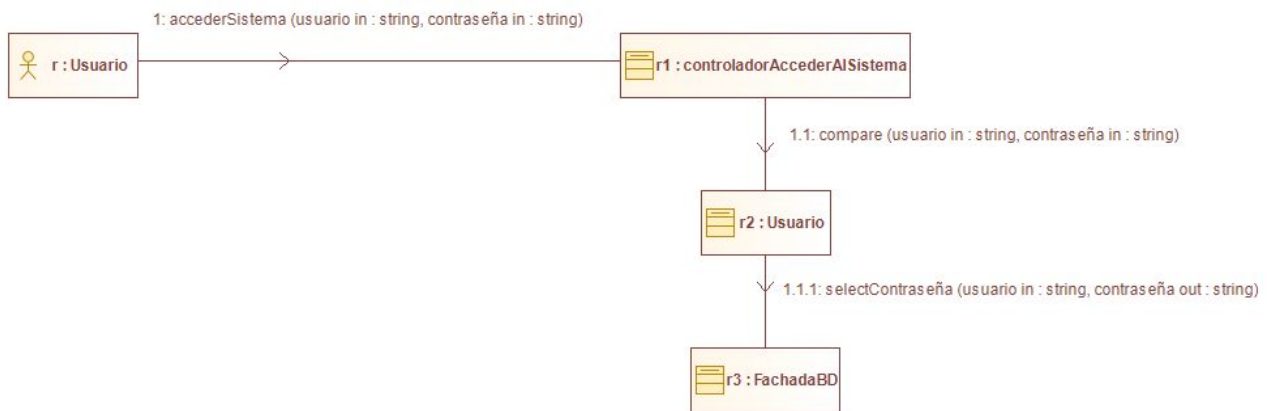 1: accederSistema (usuario in : string, contraseña in : string)
r : Usuario
r1 : controladorAccederAlSistema
1.1: compare (usuario in : string, contraseña in : string)
r2 : Usuario
1.1.1: selectContraseña (usuario in : string, contraseña out : string)
r3 : FachadaBD